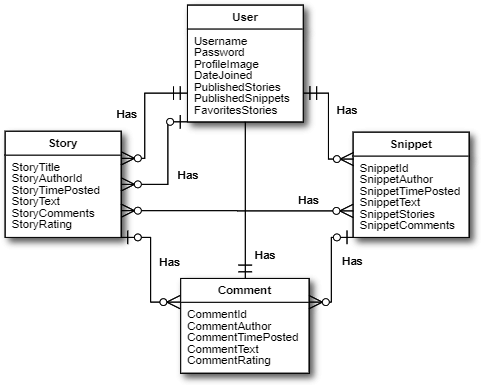 User
Username
Password
ProfileImage
DateJoined
PublishedStories
PublishedSnippets
FavoritesStories
Has
Has
Story
StoryTitle
StoryAuthorId
StoryTimePosted
StoryText
StoryComments
StoryRating
Has
Has
Snippet
SnippetId
SnippetAuthor
SnippetTimePosted
SnippetText
SnippetStories
SnippetComments
Has
Has
Has
Comment
CommentId
CommentAuthor
CommentTimePosted
CommentText
CommentRating